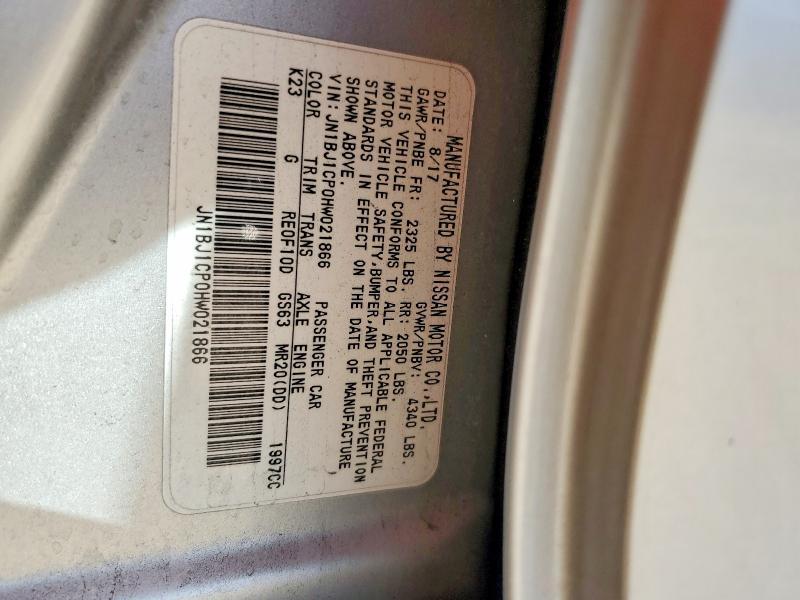 MANUFACTURED BY NISSAN MOTOR CO.,LTD.
DATE: 8/17 GVWR/PNBV: 4340 LBS.
GAWR/PNBE FR: 2325 LBS. RR: 2050 LBS.
THIS VEHICLE CONFORMS TO ALL APPLICABLE FEDERAL
MOTOR VEHICLE SAFETY,BUMPER,AND THEFT PREVENTION
STANDARDS IN EFFECT ON THE DATE OF MANUFACTURE
SHOWN ABOVE.
VIN: JN1BJ1CP0HW021866 PASSENGER CAR
COLOR TRIM TRANS AXLE ENGINE
K23 G RE0F10D GS63 MR20(DD) 1997CC
JN1BJ1CP0HW021866